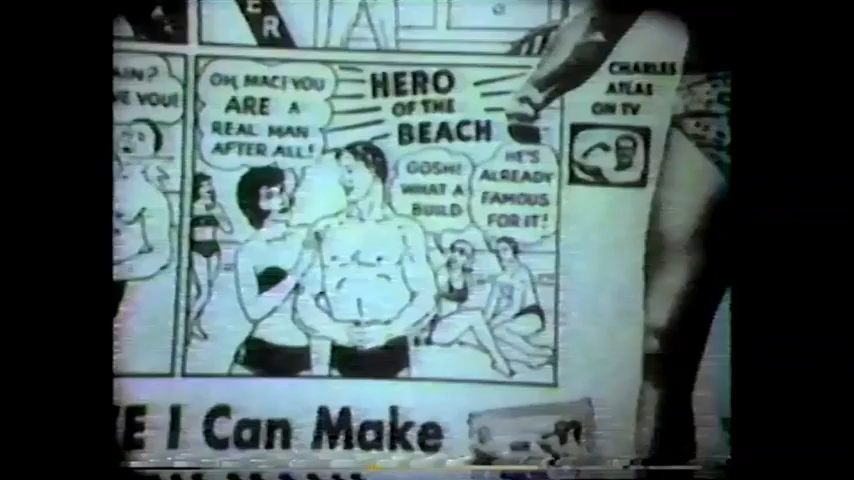 ER
AIN?
E YOU!
OH, MAC! YOU
ARE A
REAL MAN
AFTER ALL!
HERO
OF THE
BEACH
GOSH!
WHAT A
BUILD
HE'S
ALREADY
FAMOUS
FOR IT!
CHARLES
ATLAS
ON TV
E I Can Make